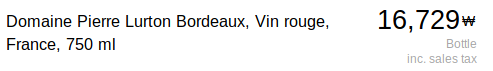 Domaine Pierre Lurton Bordeaux, Vin rouge,
France, 750 ml
16,729₩
Bottle
inc. sales tax